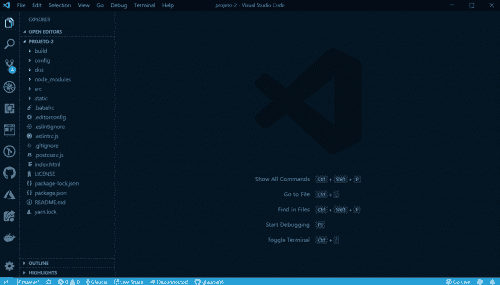 File Edit Selection View Go Debug Terminal Help
projeto-2 - Visual Studio Code
EXPLORER
OPEN EDITORS
PROJETO-2
build
config
dist
node_modules
src
static
.babelrc
.editorconfig
.eslintignore
.eslintrc.js
.gitignore
.postcssrc.js
index.html
LICENSE
package-lock.json
package.json
README.md
yarn.lock
Show All Commands Ctrl + Shift + P
Go to File Ctrl +
Find in Files Ctrl + Shift + F
Start Debugging F5
Toggle Terminal Ctrl +
OUTLINE
HIGHLIGHTS
0 0
Live Share
Go Live